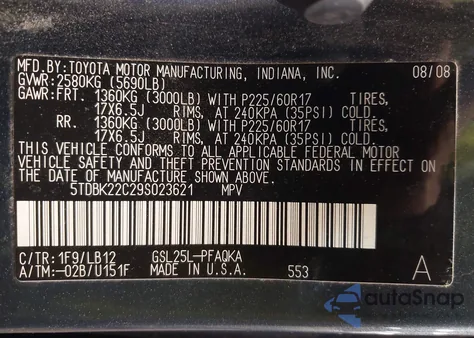 MFD.BY:TOYOTA MOTOR MANUFACTURING, INDIANA, INC. 08/08
GVWR:2580KG (5690LB)
GAWR:FRT. 1360KG (3000LB) WITH P225/60R17 TIRES,
17X6.5J RIMS, AT 240KPA (35PSI) COLD.
RR. 1360KG (3000LB) WITH P225/60R17 TIRES,
17X6.5J RIMS, AT 240KPA (35PSI) COLD.
THIS VEHICLE CONFORMS TO ALL APPLICABLE FEDERAL MOTOR
VEHICLE SAFETY AND THEFT PREVENTION STANDARDS IN EFFECT
ON THE DATE OF MANUFACTURE SHOWN ABOVE.
5TDBK22C29S023621 MPV
C/TR:1F9/LB12 GSL25L-PFAQKA
A/TM:-02B/U151F MADE IN U.S.A. 553 A
autaSnap